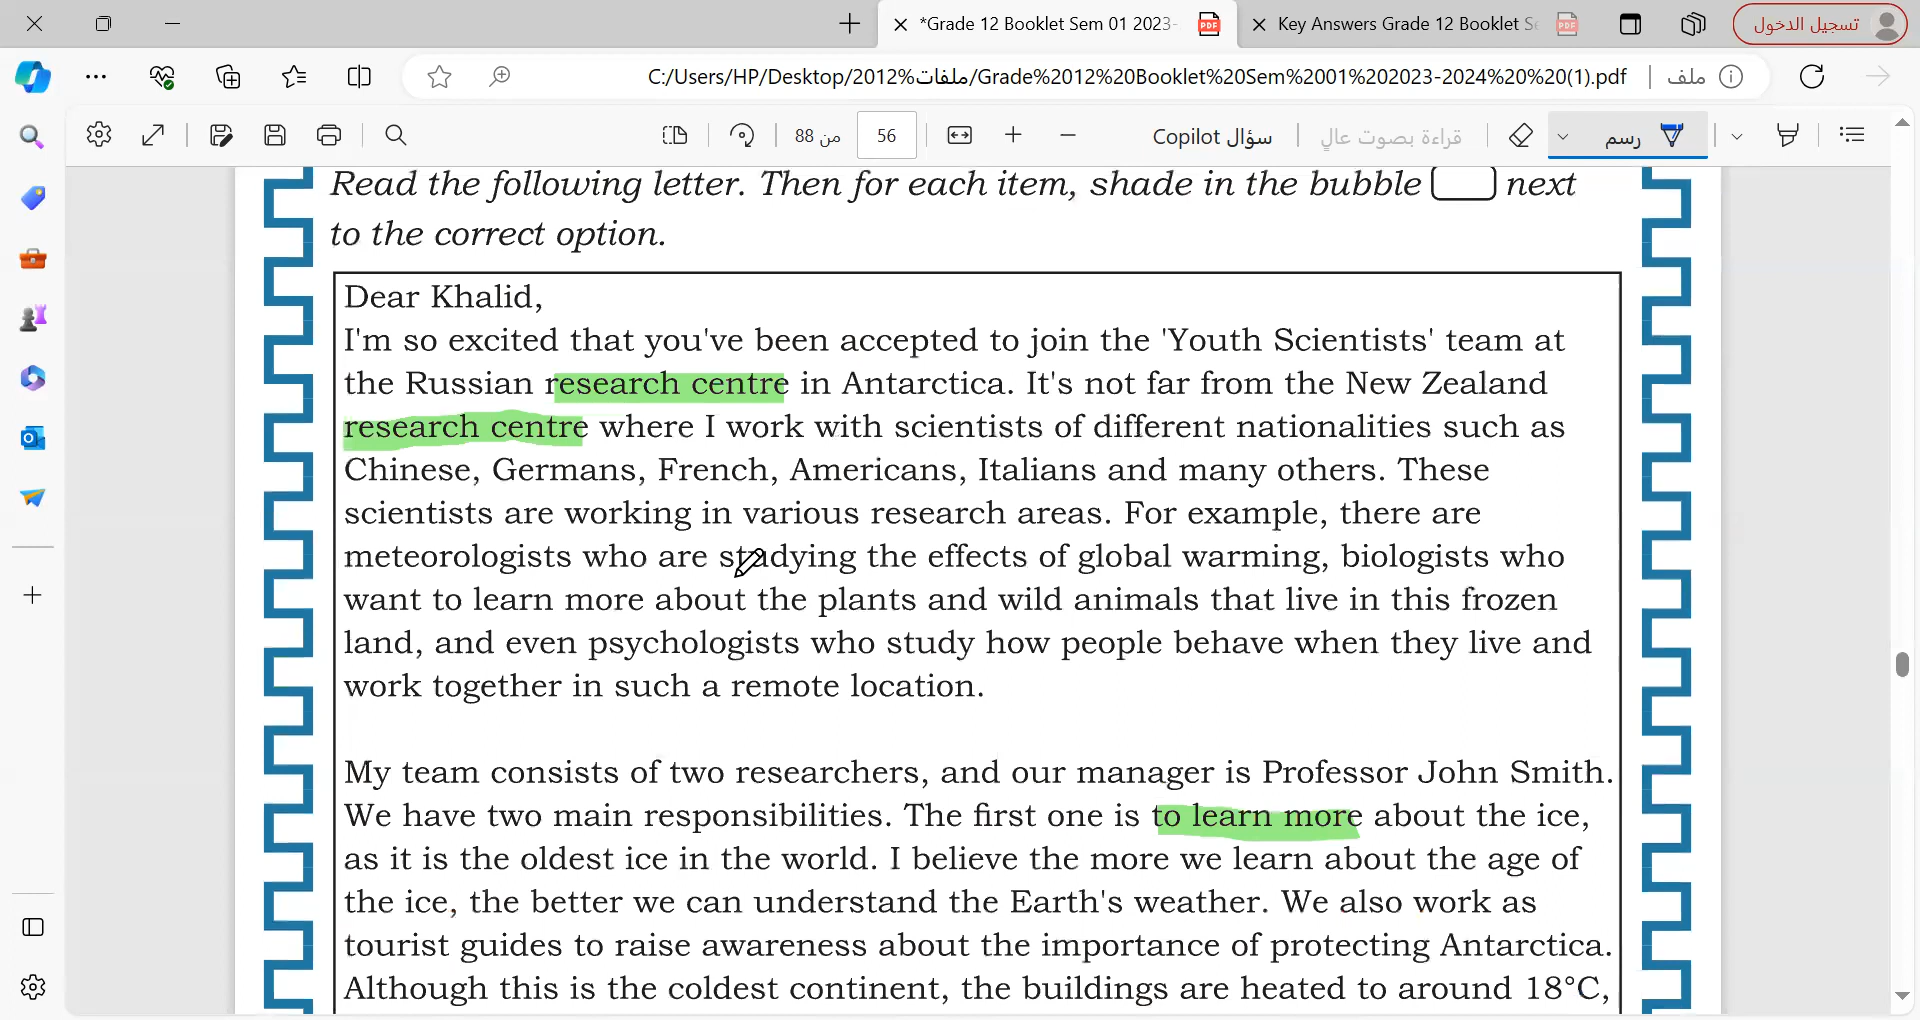 *Grade 12 Booklet Sem 01 2023-
Key Answers Grade 12 Booklet Se
تسجيل الدخول
C:/Users/HP/Desktop/2012%ملفات/Grade%2012%20Booklet%20Sem%2001%202023-2024%20%20(1).pdf
ملف
88 من
56
سؤال Copilot
قراءة بصوت عالٍ
رسم
Read the following letter. Then for each item, shade in the bubble next
to the correct option.
Dear Khalid,
I'm so excited that you've been accepted to join the 'Youth Scientists' team at
the Russian research centre in Antarctica. It's not far from the New Zealand
research centre where I work with scientists of different nationalities such as
Chinese, Germans, French, Americans, Italians and many others. These
scientists are working in various research areas. For example, there are
meteorologists who are studying the effects of global warming, biologists who
want to learn more about the plants and wild animals that live in this frozen
land, and even psychologists who study how people behave when they live and
work together in such a remote location.
My team consists of two researchers, and our manager is Professor John Smith.
We have two main responsibilities. The first one is to learn more about the ice,
as it is the oldest ice in the world. I believe the more we learn about the age of
the ice, the better we can understand the Earth's weather. We also work as
tourist guides to raise awareness about the importance of protecting Antarctica.
Although this is the coldest continent, the buildings are heated to around 18°C,